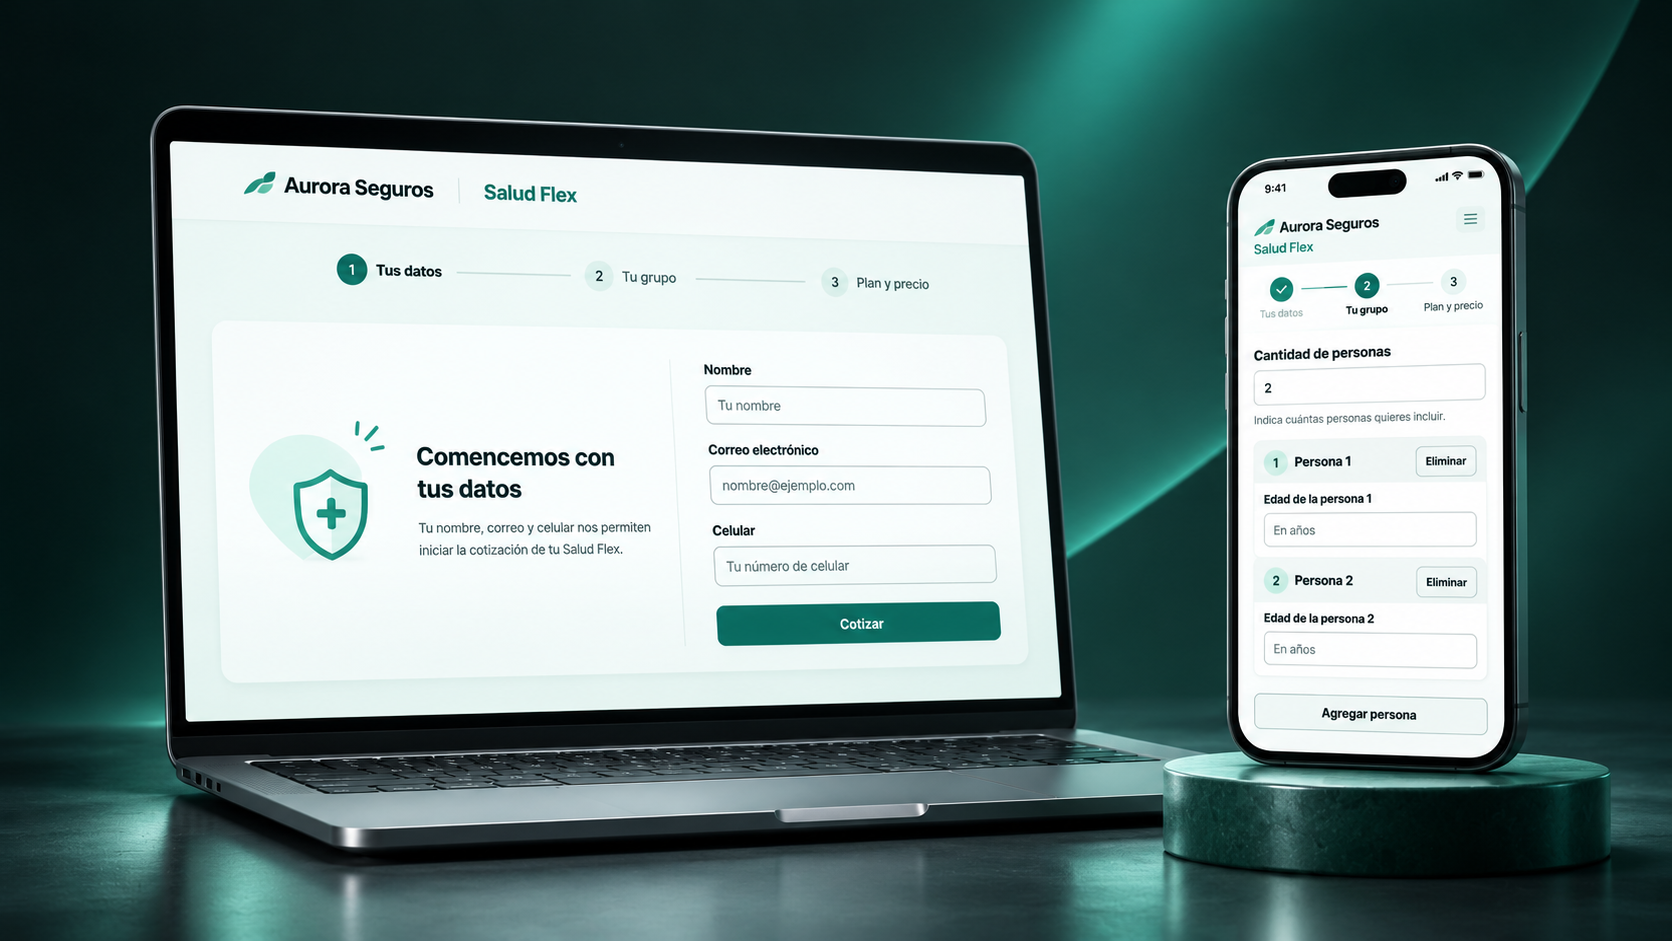 Aurora Seguros
Salud Flex
1 Tus datos
2 Tu grupo
3 Plan y precio
Comencemos con
tus datos
Tu nombre, correo y celular nos permiten
iniciar la cotización de tu Salud Flex.
Nombre
Tu nombre
Correo electrónico
nombre@ejemplo.com
Celular
Tu número de celular
Cotizar
9:41
Aurora Seguros
Salud Flex
Tus datos
2 Tu grupo
3 Plan y precio
Cantidad de personas
2
Indica cuántas personas quieres incluir.
1 Persona 1 Eliminar
Edad de la persona 1
En años
2 Persona 2 Eliminar
Edad de la persona 2
En años
Agregar persona